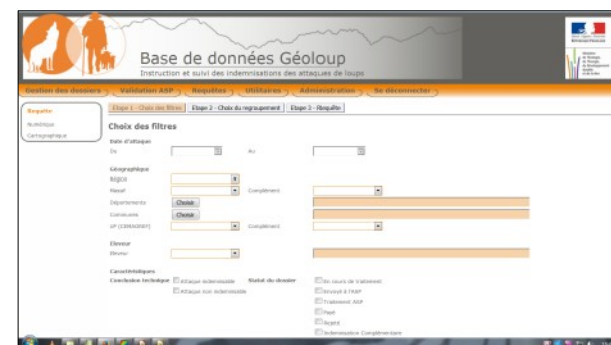 Base de données Géoloup
Instruction et suivi des indemnisations des attaques de loups
Gestion des dossiers Validation ASP Requêtes Utilitaires Administration Se déconnecter
Requête
Numérique
Cartographique
Etape 1 - Choix des filtres Etape 2 - Choix du regroupement Etape 3 - Requête
Choix des filtres
Date d'attaque
Du Au
Géographique
Région
Massif Complément
Départements Choisir
Communes Choisir
UP (CEMAGREF) Complément
Eleveur
Eleveur
Caractéristiques
Conclusion technique Attaque indemnisable Statut du dossier En cours de traitement
Attaque non indemnisable Envoyé à l'ASP
Traitement ASP
Payé
Rejeté
Indemnisation Complémentaire